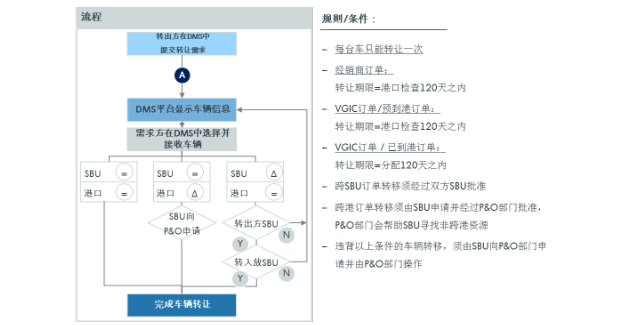 流程
转出方在DMS中
提交转让需求
A
DMS平台显示车辆信息
需求方在DMS中选择并
接收车辆
SBU =
港口 =
SBU =
港口 Δ
SBU Δ
港口 =
SBU向
P&O申请
转出方SBU
Y
N
转入放SBU
Y
N
完成车辆转让
规则/条件：
– 每台车只能转让一次
– 经销商订单：
转让期限=港口检查120天之内
– VGIC订单/预到港订单：
转让期限=港口检查120天之内
– VGIC订单 / 已到港订单：
转让期限=分配120天之内
– 跨SBU订单转移须经过双方SBU批准
– 跨港订单转移须由SBU申请并经过P&O部门批准，
P&O部门会帮助SBU寻找非跨港资源
– 违背以上条件的车辆转移，须由SBU向P&O部门申
请并由P&O部门操作